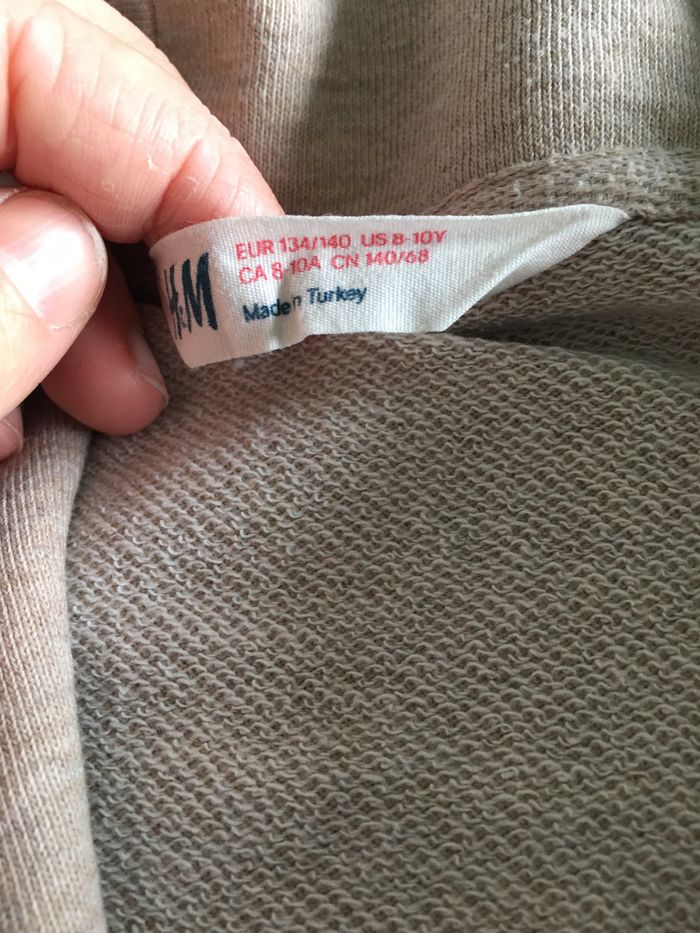 H&M
EUR 134/140 US 8-10Y
CA 8-10A CN 140/68
Made in Turkey